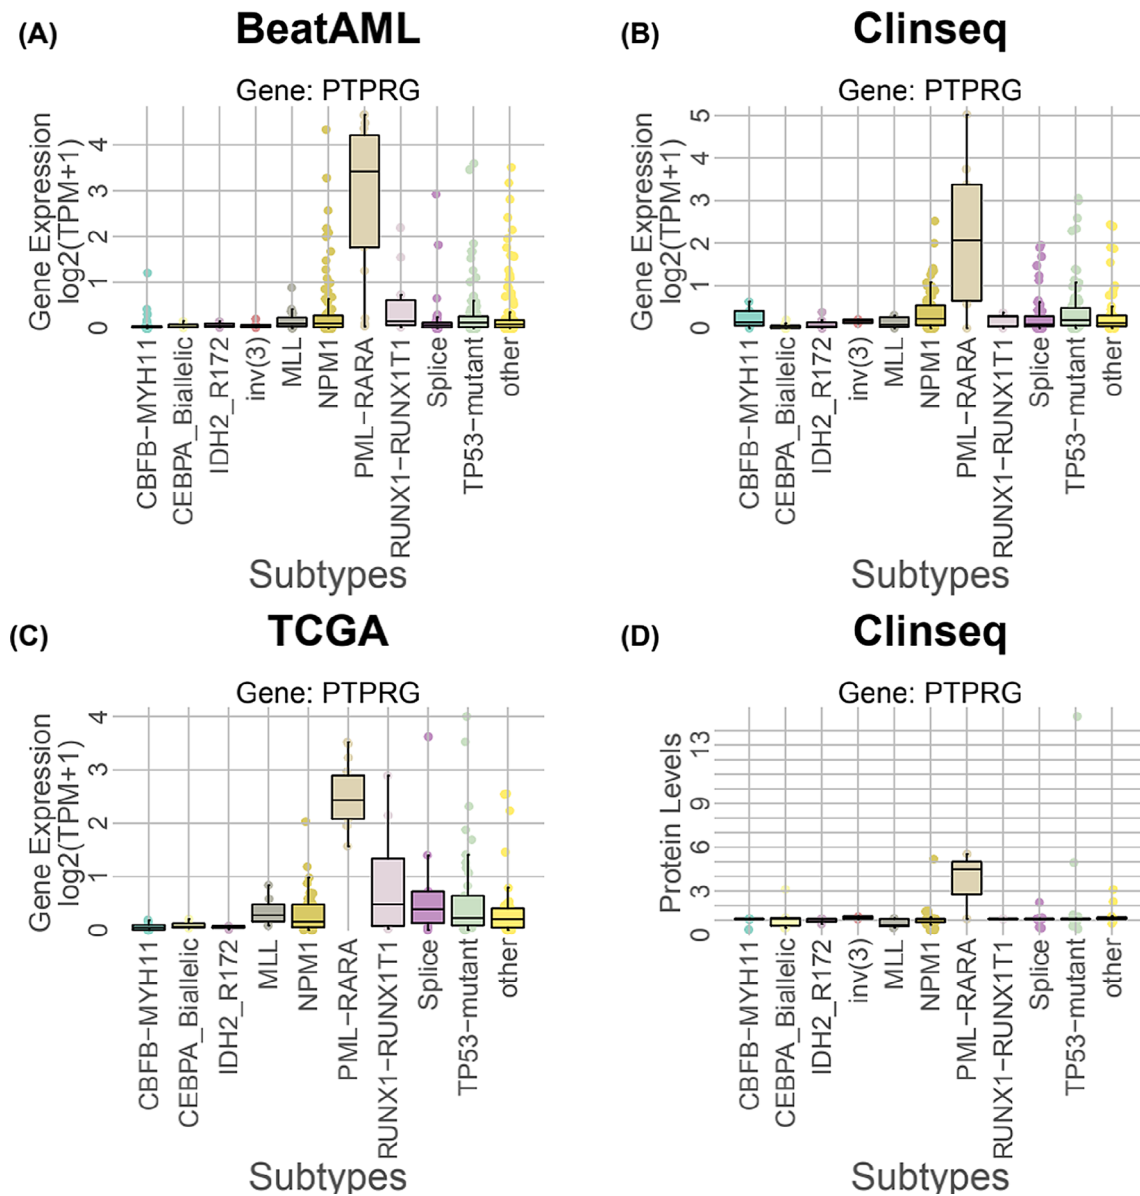 (A) BeatAML
Gene: PTPRG
Gene Expression
log2(TPM+1)
4
3
2
1
0
CBFB−MYH11
CEBPA_Biallelic
IDH2_R172
inv(3)
MLL
NPM1
PML−RARA
RUNX1−RUNX1T1
Splice
TP53−mutant
other
Subtypes
(B) Clinseq
Gene: PTPRG
Gene Expression
log2(TPM+1)
5
4
3
2
1
0
CBFB−MYH11
CEBPA_Biallelic
IDH2_R172
inv(3)
MLL
NPM1
PML−RARA
RUNX1−RUNX1T1
Splice
TP53−mutant
other
Subtypes
(C) TCGA
Gene: PTPRG
Gene Expression
log2(TPM+1)
4
3
2
1
0
CBFB−MYH11
CEBPA_Biallelic
IDH2_R172
MLL
NPM1
PML−RARA
RUNX1−RUNX1T1
Splice
TP53−mutant
other
Subtypes
(D) Clinseq
Gene: PTPRG
Protein Levels
13
9
6
3
0
CBFB−MYH11
CEBPA_Biallelic
IDH2_R172
inv(3)
MLL
NPM1
PML−RARA
RUNX1−RUNX1T1
Splice
TP53−mutant
other
Subtypes